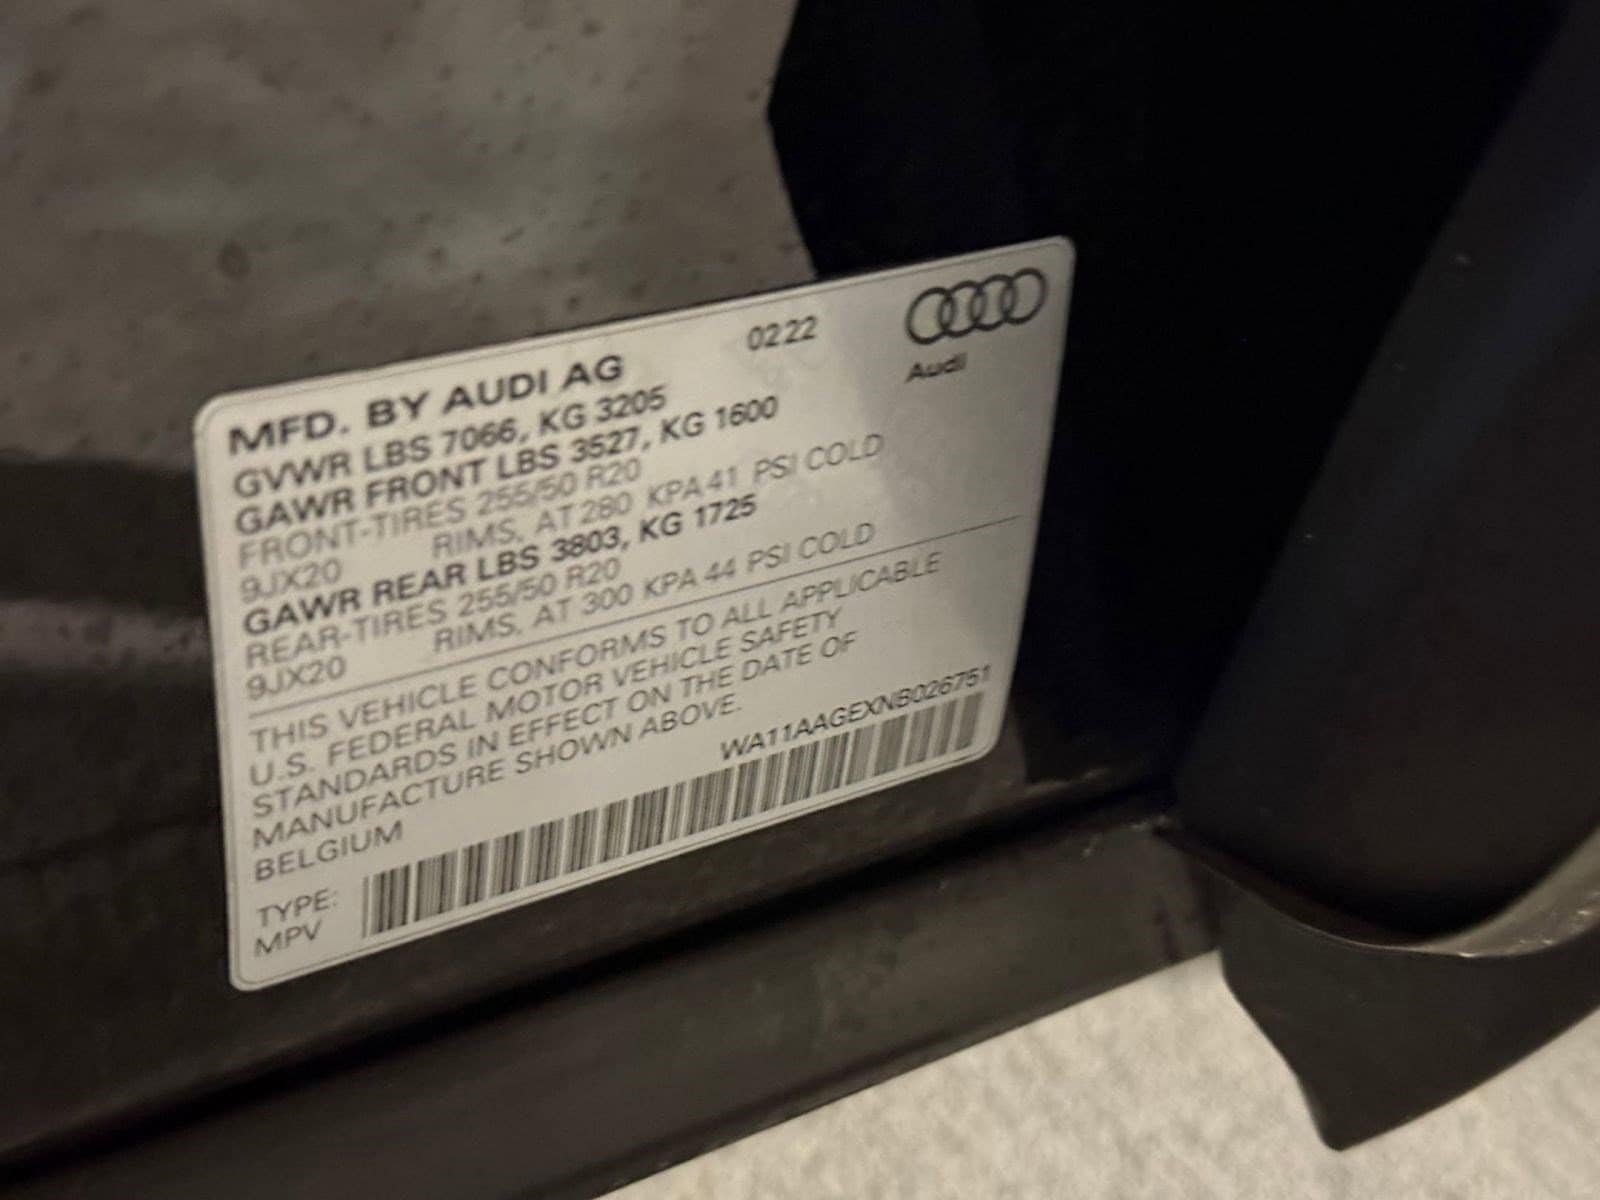 MFD. BY AUDI AG 0222
Audi
GVWR LBS 7066, KG 3205
GAWR FRONT LBS 3527, KG 1600
FRONT-TIRES 255/50 R20
9JX20 RIMS, AT 280 KPA 41 PSI COLD
GAWR REAR LBS 3803, KG 1725
REAR-TIRES 255/50 R20
9JX20 RIMS, AT 300 KPA 44 PSI COLD
THIS VEHICLE CONFORMS TO ALL APPLICABLE
U.S. FEDERAL MOTOR VEHICLE SAFETY
STANDARDS IN EFFECT ON THE DATE OF
MANUFACTURE SHOWN ABOVE.
BELGIUM WA11AAGEXNB026751
TYPE:
MPV